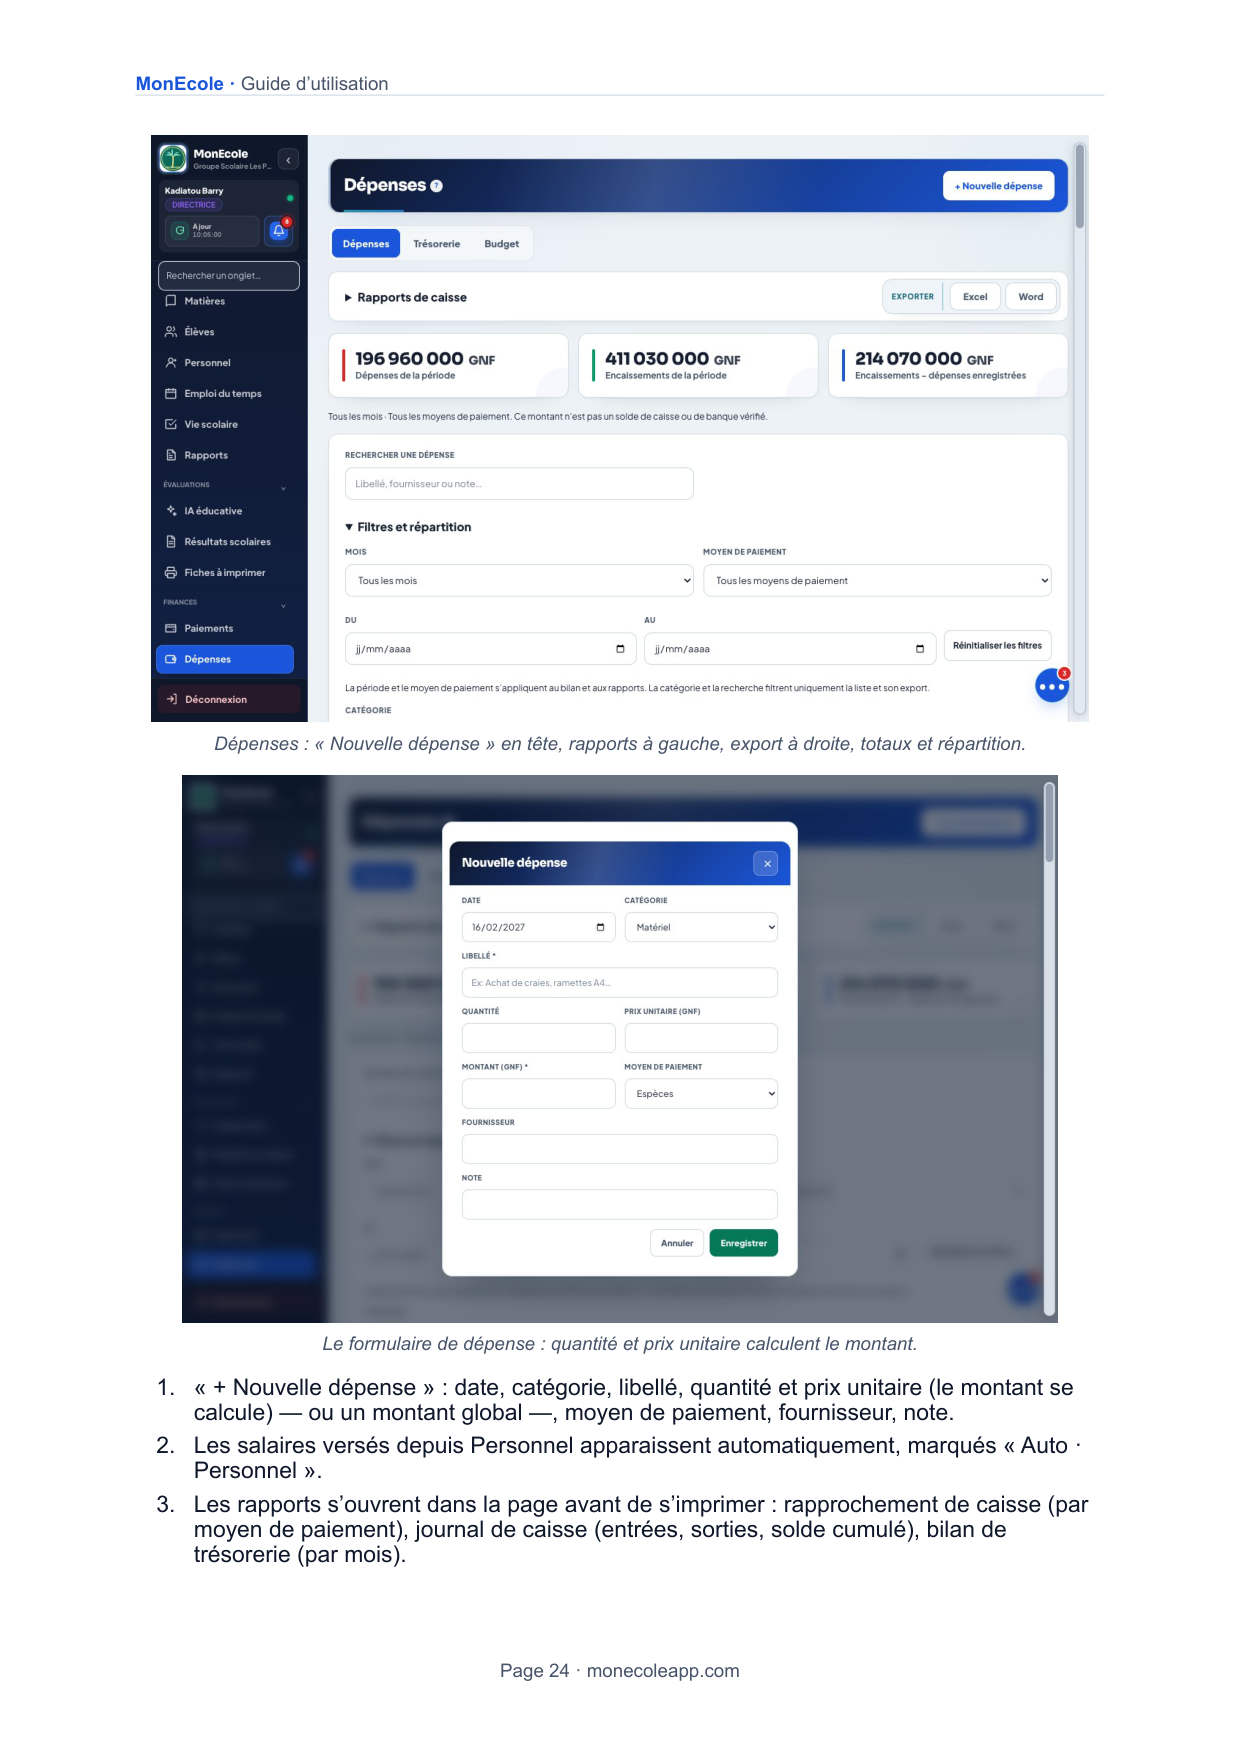 MonEcole · Guide d’utilisation
MonEcole
Groupe Scolaire Les P...
Kadiatou Barry
DIRECTRICE
À jour
10:05:00
6
Rechercher un onglet...
Matières
Élèves
Personnel
Emploi du temps
Vie scolaire
Rapports
ÉVALUATIONS
IA éducative
Résultats scolaires
Fiches à imprimer
FINANCES
Paiements
Dépenses
Déconnexion
Dépenses ?
+ Nouvelle dépense
Dépenses Trésorerie Budget
Rapports de caisse
EXPORTER Excel Word
196 960 000 GNF
Dépenses de la période
411 030 000 GNF
Encaissements de la période
214 070 000 GNF
Encaissements – dépenses enregistrées
Tous les mois · Tous les moyens de paiement. Ce montant n'est pas un solde de caisse ou de banque vérifié.
RECHERCHER UNE DÉPENSE
Libellé, fournisseur ou note...
Filtres et répartition
MOIS
Tous les mois
MOYEN DE PAIEMENT
Tous les moyens de paiement
DU
jj/mm/aaaa
AU
jj/mm/aaaa
Réinitialiser les filtres
3
La période et le moyen de paiement s'appliquent au bilan et aux rapports. La catégorie et la recherche filtrent uniquement la liste et son export.
CATÉGORIE
Dépenses : « Nouvelle dépense » en tête, rapports à gauche, export à droite, totaux et répartition.
Nouvelle dépense
DATE
16/02/2027
CATÉGORIE
Matériel
LIBELLÉ *
Ex: Achat de craies, ramettes A4...
QUANTITÉ
PRIX UNITAIRE (GNF)
MONTANT (GNF) *
MOYEN DE PAIEMENT
Espèces
FOURNISSEUR
NOTE
Annuler Enregistrer
Le formulaire de dépense : quantité et prix unitaire calculent le montant.
1. « + Nouvelle dépense » : date, catégorie, libellé, quantité et prix unitaire (le montant se
calcule) — ou un montant global —, moyen de paiement, fournisseur, note.
2. Les salaires versés depuis Personnel apparaissent automatiquement, marqués « Auto ·
Personnel ».
3. Les rapports s’ouvrent dans la page avant de s’imprimer : rapprochement de caisse (par
moyen de paiement), journal de caisse (entrées, sorties, solde cumulé), bilan de
trésorerie (par mois).
Page 24 · monecoleapp.com